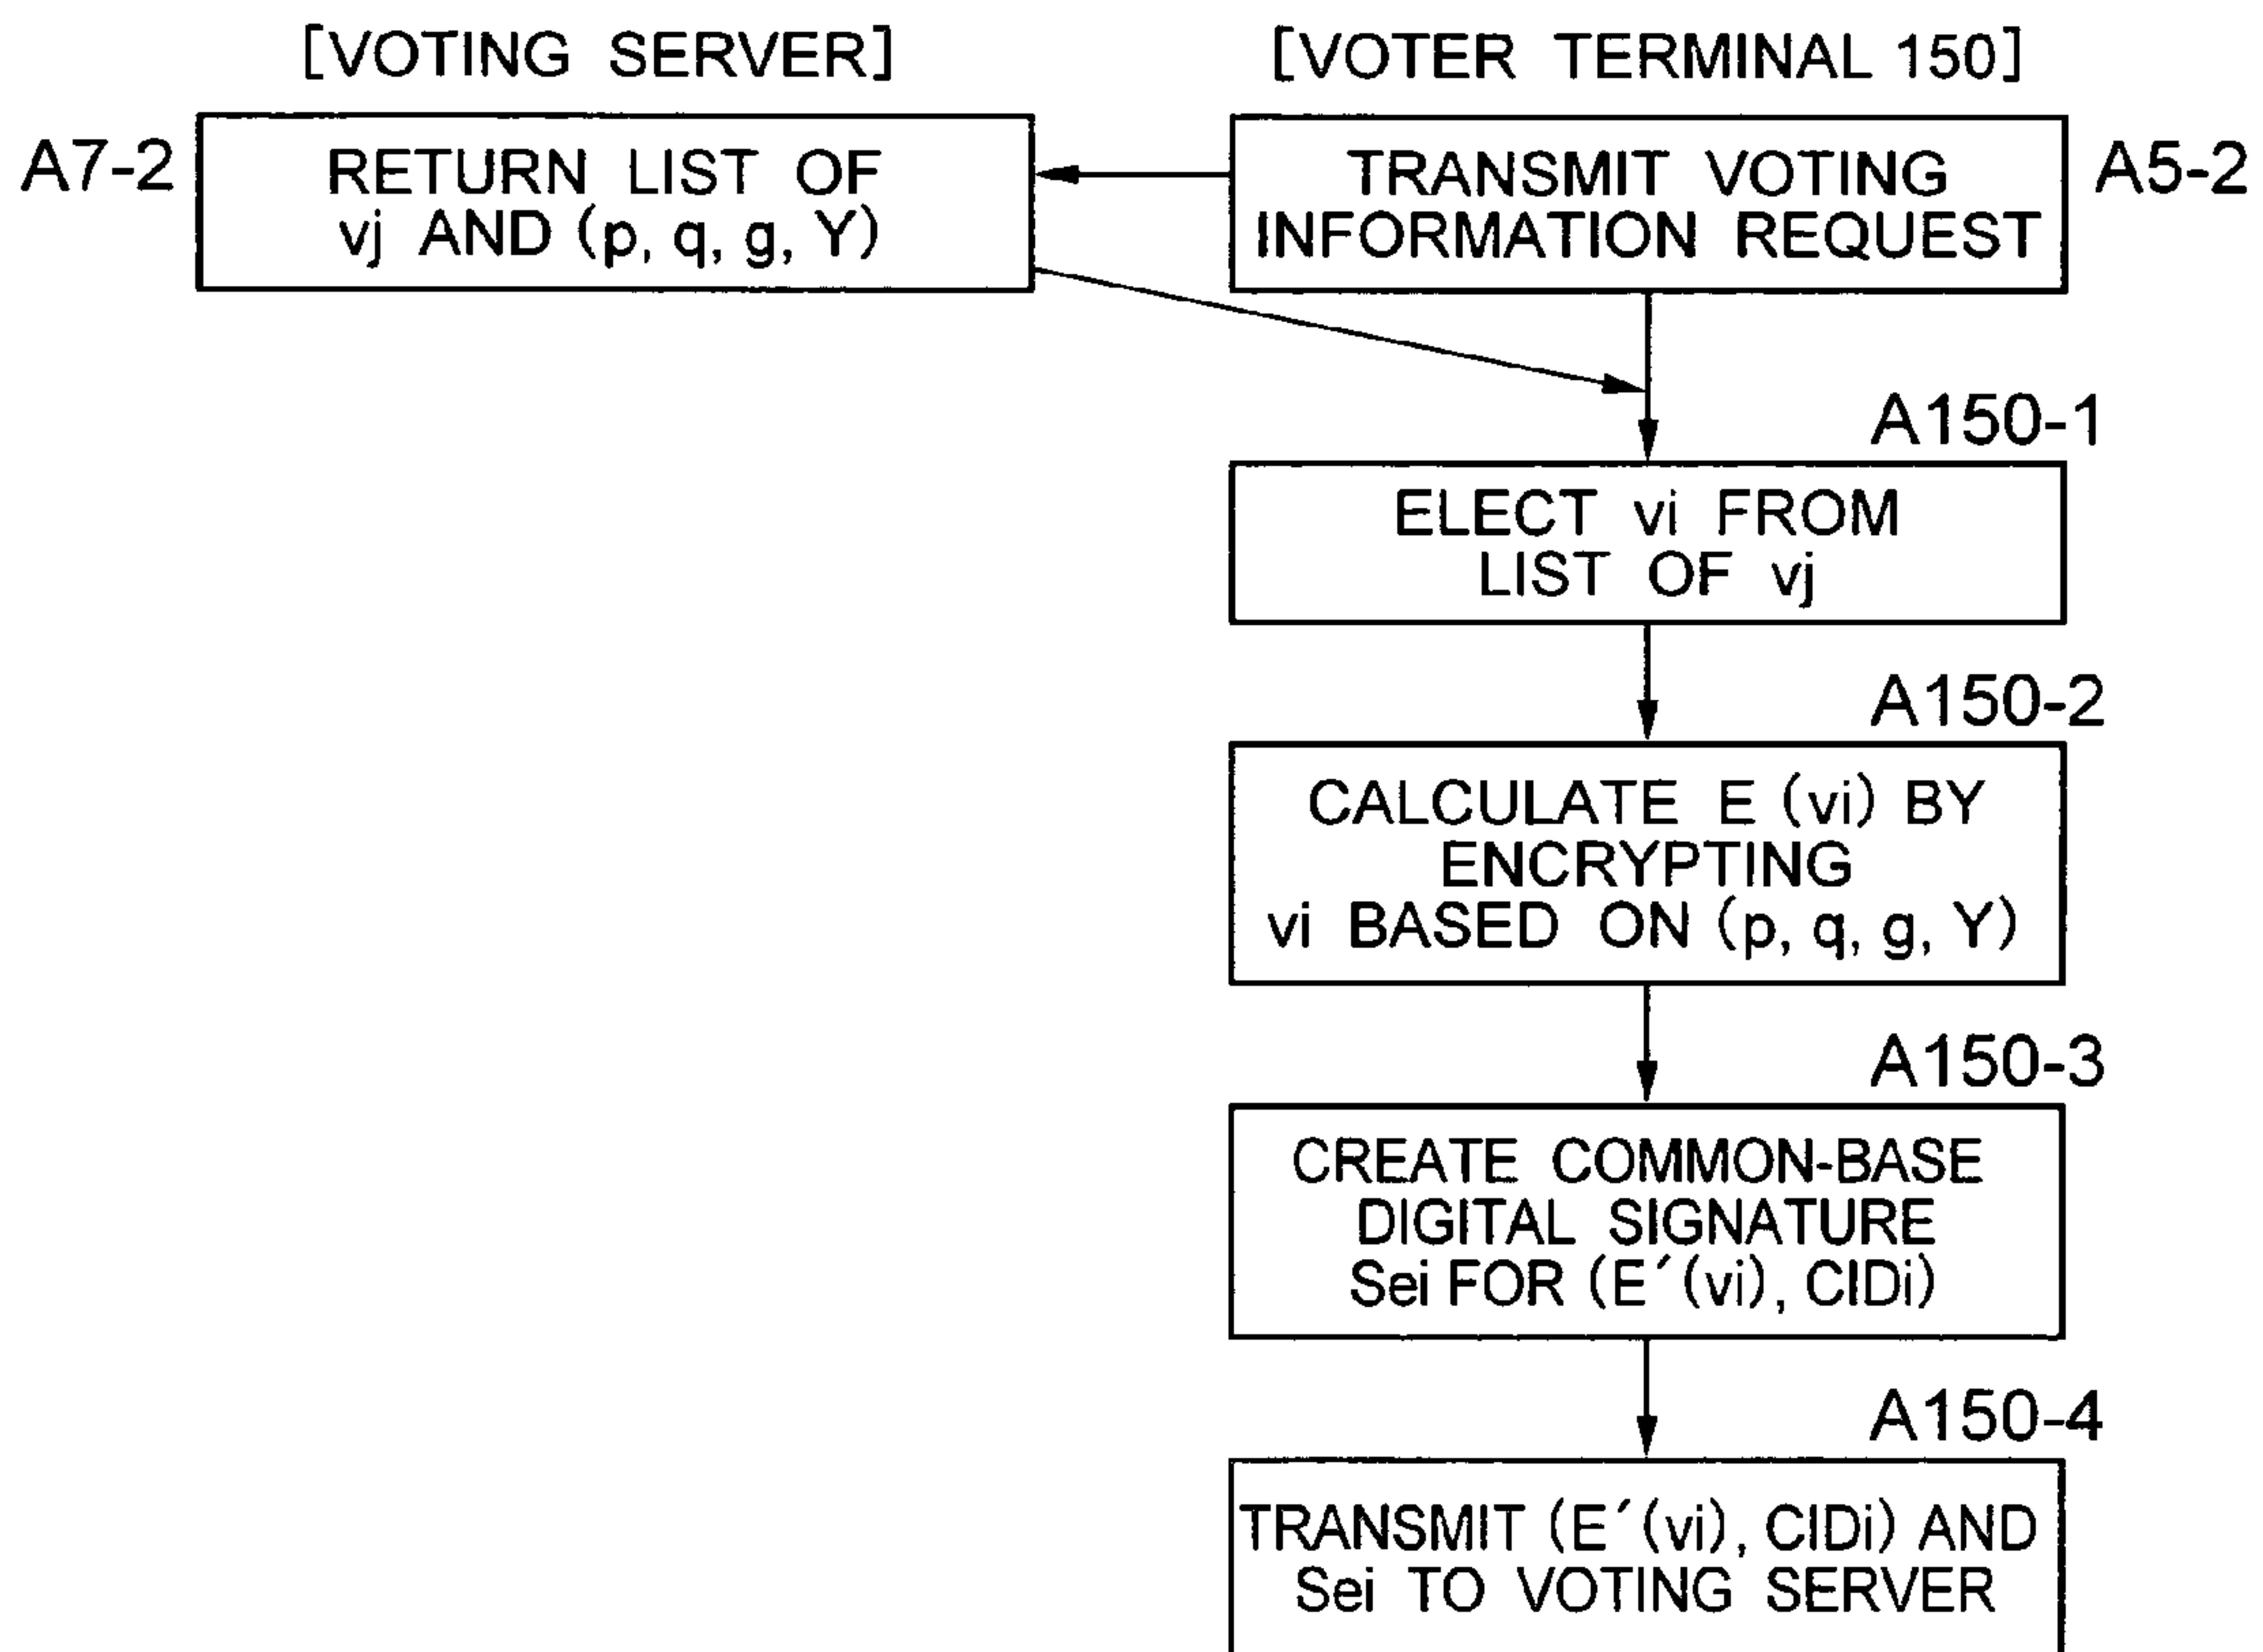 [VOTING SERVER]
[VOTER TERMINAL 150]
A7-2
RETURN LIST OF
vj AND (p, q, g, Y)
TRANSMIT VOTING
INFORMATION REQUEST
A5-2
A150-1
ELECT vi FROM
LIST OF vj
A150-2
CALCULATE E (vi) BY
ENCRYPTING
vi BASED ON (p, q, g, Y)
A150-3
CREATE COMMON-BASE
DIGITAL SIGNATURE
Sei FOR (E´(vi), CIDi)
A150-4
TRANSMIT (E´(vi), CIDi) AND
Sei TO VOTING SERVER